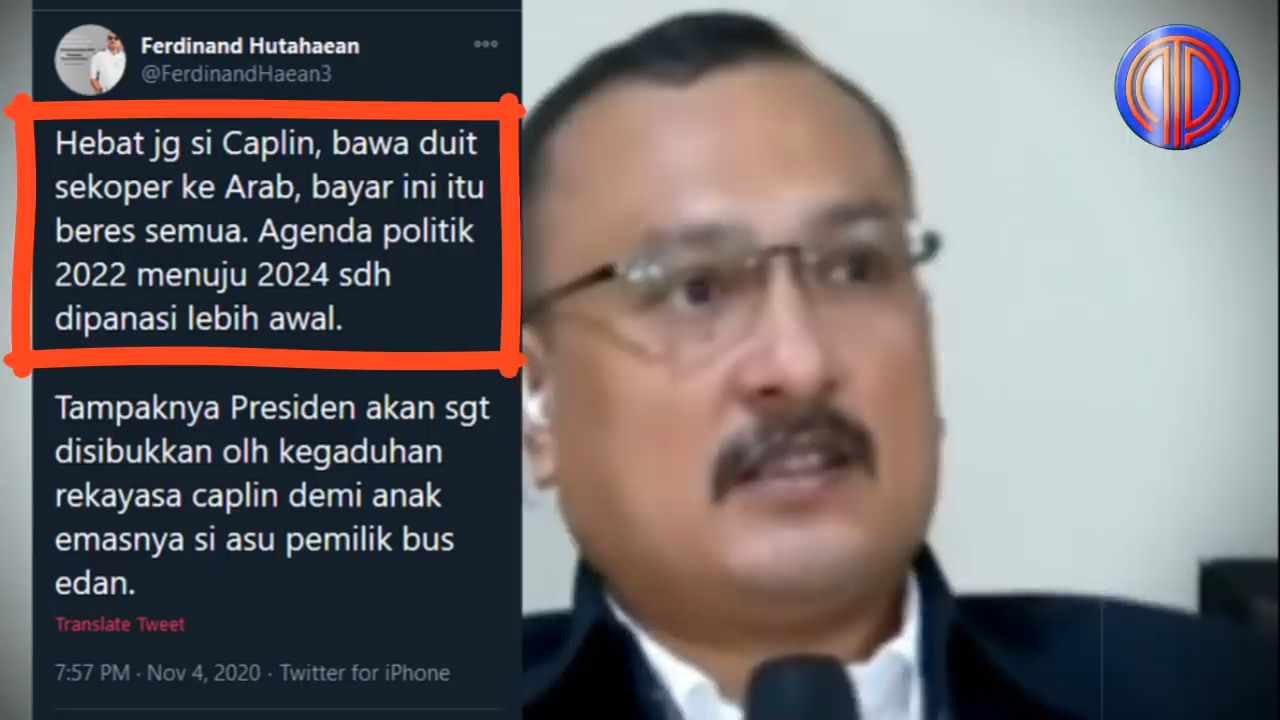 Ferdinand Hutahaean
@FerdinandHaean3
Hebat jg si Caplin, bawa duit
sekoper ke Arab, bayar ini itu
beres semua. Agenda politik
2022 menuju 2024 sdh
dipanasi lebih awal.
Tampaknya Presiden akan sgt
disibukkan olh kegaduhan
rekayasa caplin demi anak
emasnya si asu pemilik bus
edan.
Translate Tweet
7:57 PM · Nov 4, 2020 · Twitter for iPhone